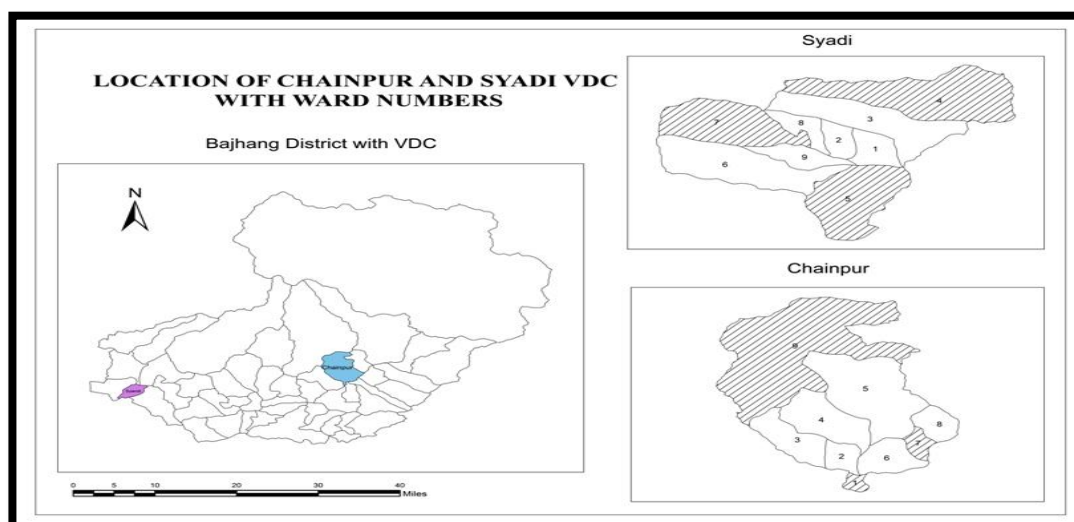 LOCATION OF CHAINPUR AND SYADI VDC
WITH WARD NUMBERS
Bajhang District with VDC
N
Chainpur
0 5 10 20 30 40
Miles
Syadi
4
3
7
8
2
1
9
6
5
Chainpur
5
4
8
3
7
2
6
1